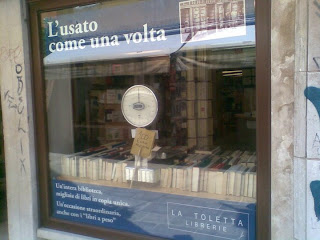 L'usato
come una volta
Un'intera biblioteca,
migliaia di libri in copia unica.
Un'occasione straordinaria,
anche con i "libri a peso"
LA TOLETTA
LIBRERIE